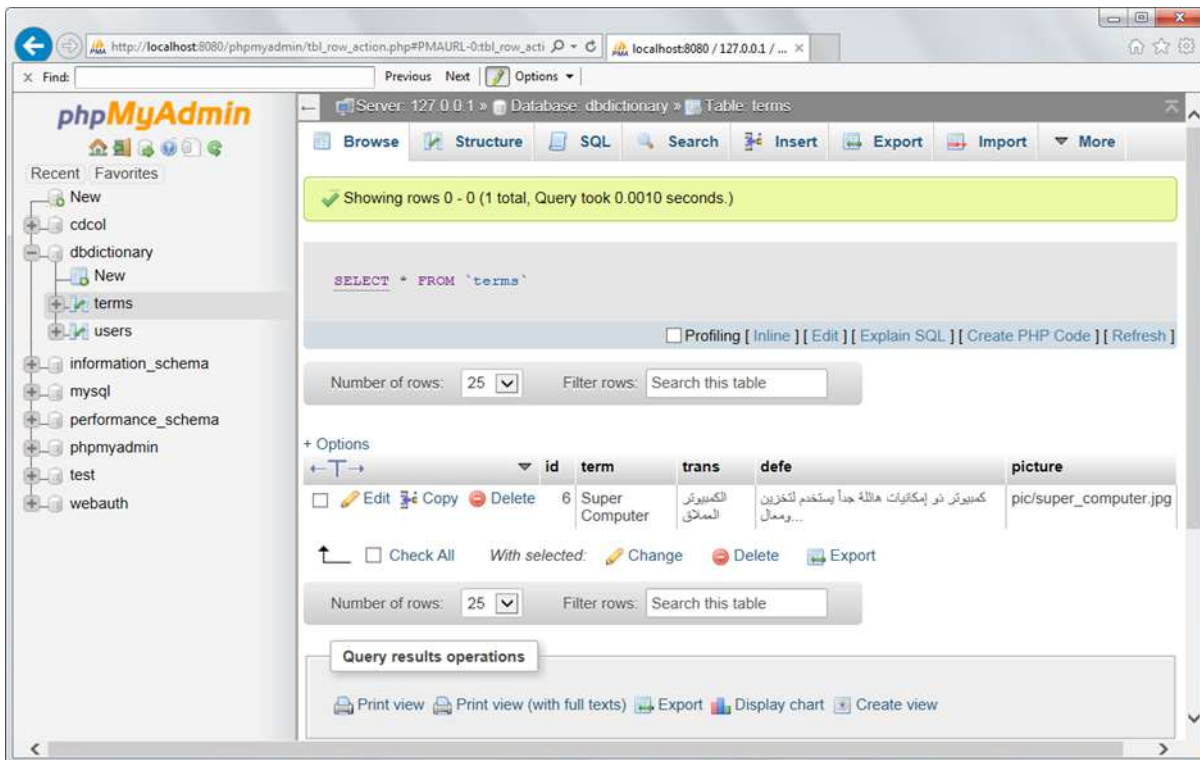 http://localhost:8080/phpmyadmin/tbl_row_action.php#PMAURL-0:tbl_row_acti
localhost:8080 / 127.0.0.1 / ...
Find:
Previous Next Options
phpMyAdmin
Recent Favorites
New
cdcol
dbdictionary
New
terms
users
information_schema
mysql
performance_schema
phpmyadmin
test
webauth
Server: 127.0.0.1 » Database: dbdictionary » Table: terms
Browse Structure SQL Search Insert Export Import More
Showing rows 0 - 0 (1 total, Query took 0.0010 seconds.)
SELECT * FROM `terms`
Profiling [ Inline ] [ Edit ] [ Explain SQL ] [ Create PHP Code ] [ Refresh ]
Number of rows: 25 Filter rows: Search this table
+ Options
id term trans defe picture
Edit Copy Delete 6 Super Computer الكمبيوتر العملاق كمبيوتر ذو إمكانيات هائلة جداً يستخدم لتخزين ومعال... pic/super_computer.jpg
Check All With selected: Change Delete Export
Number of rows: 25 Filter rows: Search this table
Query results operations
Print view Print view (with full texts) Export Display chart Create view